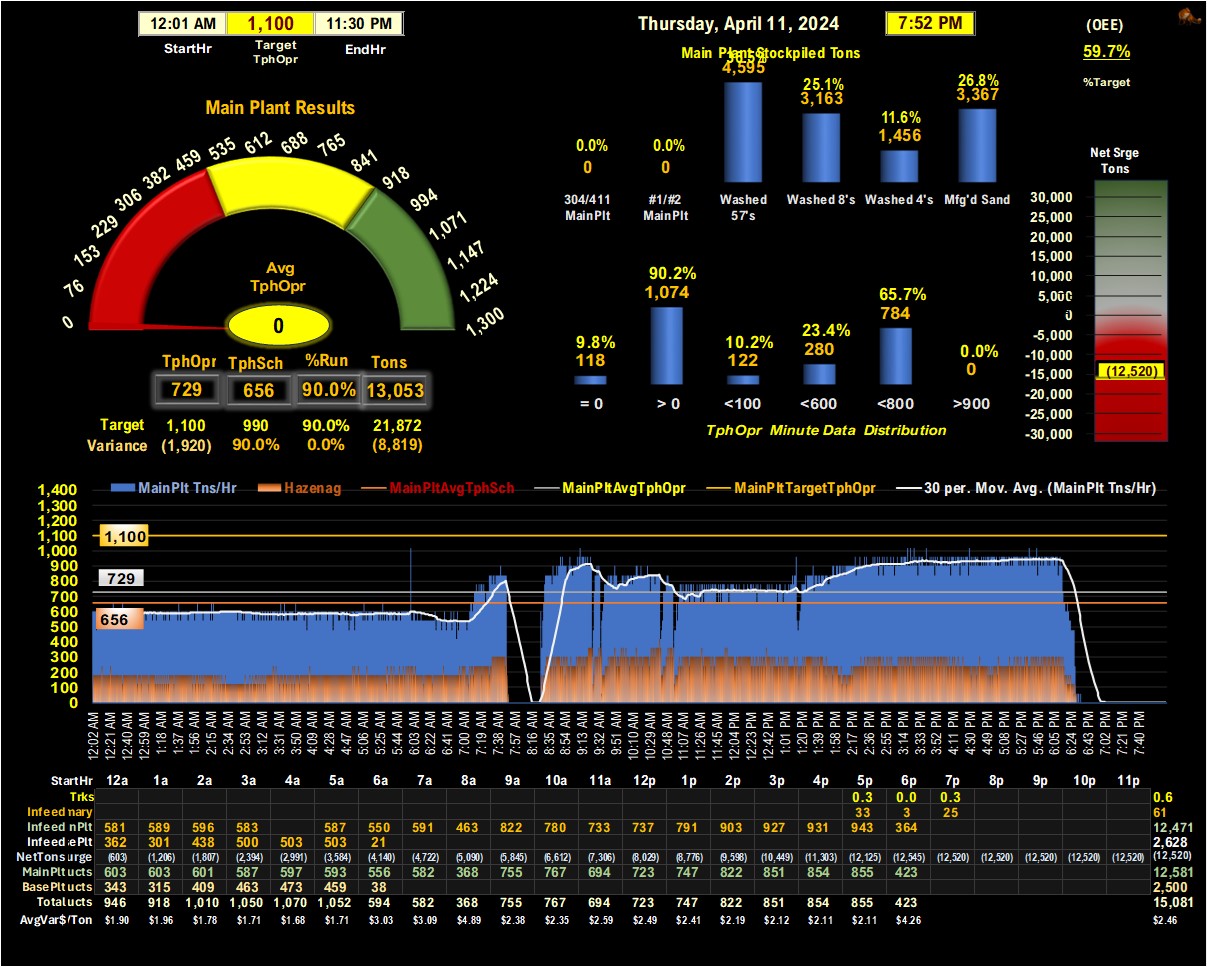 12:01 AM 1,100 11:30 PM
StartHr Target TphOpr EndHr
Thursday, April 11, 2024 7:52 PM
(OEE)
59.7%
%Target
Main Plant Stockpiled Tons
4,595
25.1%
3,163
11.6%
1,456
26.8%
3,367
0.0% 0.0%
0 0
304/411 MainPlt #1/#2 MainPlt Washed 57's Washed 8's Washed 4's Mfg'd Sand
Main Plant Results
0 76 153 229 306 382 459 535 612 688 765 841 918 994 1,071 1,147 1,224 1,300
Avg
TphOpr
0
TphOpr TphSch %Run Tons
729 656 90.0% 13,053
Target 1,100 990 90.0% 21,872
Variance (1,920) 90.0% 0.0% (8,819)
9.8% 90.2% 10.2% 23.4% 65.7% 0.0%
118 1,074 122 280 784 0
= 0 > 0 <100 <600 <800 >900
TphOpr Minute Data Distribution
Net Srge
Tons
30,000
25,000
20,000
15,000
10,000
5,000
0
-5,000
-10,000
(12,520)
-15,000
-20,000
-25,000
-30,000
MainPlt Tns/Hr Hazenag MainPltAvgTphSch MainPltAvgTphOpr MainPltTargetTphOpr 30 per. Mov. Avg. (MainPlt Tns/Hr)
1,400
1,300
1,200
1,100
1,000
900
800
700
600
500
400
300
200
100
0
1,100
729
656
12:02 AM 12:21 AM 12:40 AM 12:59 AM 1:18 AM 1:37 AM 1:56 AM 2:15 AM 2:34 AM 2:53 AM 3:12 AM 3:31 AM 3:50 AM 4:09 AM 4:28 AM 4:47 AM 5:06 AM 5:25 AM 5:44 AM 6:03 AM 6:22 AM 6:41 AM 7:00 AM 7:19 AM 7:38 AM 7:57 AM 8:16 AM 8:35 AM 8:54 AM 9:13 AM 9:32 AM 9:51 AM 10:10 AM 10:29 AM 10:48 AM 11:07 AM 11:26 AM 11:45 AM 12:04 PM 12:23 PM 12:42 PM 1:01 PM 1:20 PM 1:39 PM 1:58 PM 2:17 PM 2:36 PM 2:55 PM 3:14 PM 3:33 PM 3:52 PM 4:11 PM 4:30 PM 4:49 PM 5:08 PM 5:27 PM 5:46 PM 6:05 PM 6:24 PM 6:43 PM 7:02 PM 7:21 PM 7:40 PM
StartHr 12a 1a 2a 3a 4a 5a 6a 7a 8a 9a 10a 11a 12p 1p 2p 3p 4p 5p 6p 7p 8p 9p 10p 11p
Trks 0.3 0.0 0.3 0.6
Infeed mary 33 3 25 61
Infeed nPlt 581 589 596 583 587 550 591 463 822 780 733 737 791 903 927 931 943 364 12,471
Infeed ePlt 362 301 438 500 503 503 21 2,628
NetTons urge (603) (1,206) (1,807) (2,394) (2,991) (3,584) (4,140) (4,722) (5,090) (5,845) (6,612) (7,306) (8,029) (8,776) (9,598) (10,449) (11,303) (12,125) (12,545) (12,520) (12,520) (12,520) (12,520) (12,520) (12,520)
MainPlt ucts 603 603 601 587 597 593 556 582 368 755 767 694 723 747 822 851 854 855 423 12,581
BasePlt ucts 343 315 409 463 473 459 38 2,500
Total ucts 946 918 1,010 1,050 1,070 1,052 594 582 368 755 767 694 723 747 822 851 854 855 423 15,081
AvgVar$/Ton $1.90 $1.96 $1.78 $1.71 $1.68 $1.71 $3.03 $3.09 $4.89 $2.38 $2.35 $2.59 $2.49 $2.41 $2.19 $2.12 $2.11 $2.11 $4.26 $2.46